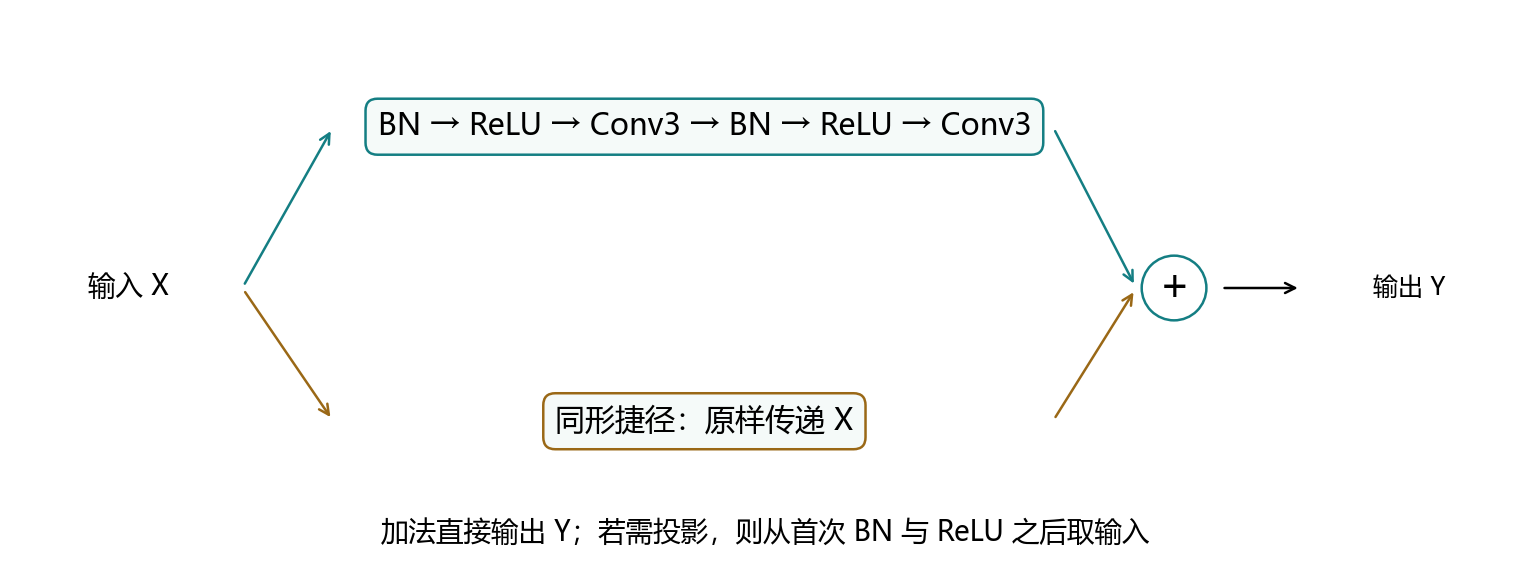 BN → ReLU → Conv3 → BN → ReLU → Conv3
输入 X
+
输出 Y
同形捷径：原样传递 X
加法直接输出 Y；若需投影，则从首次 BN 与 ReLU 之后取输入